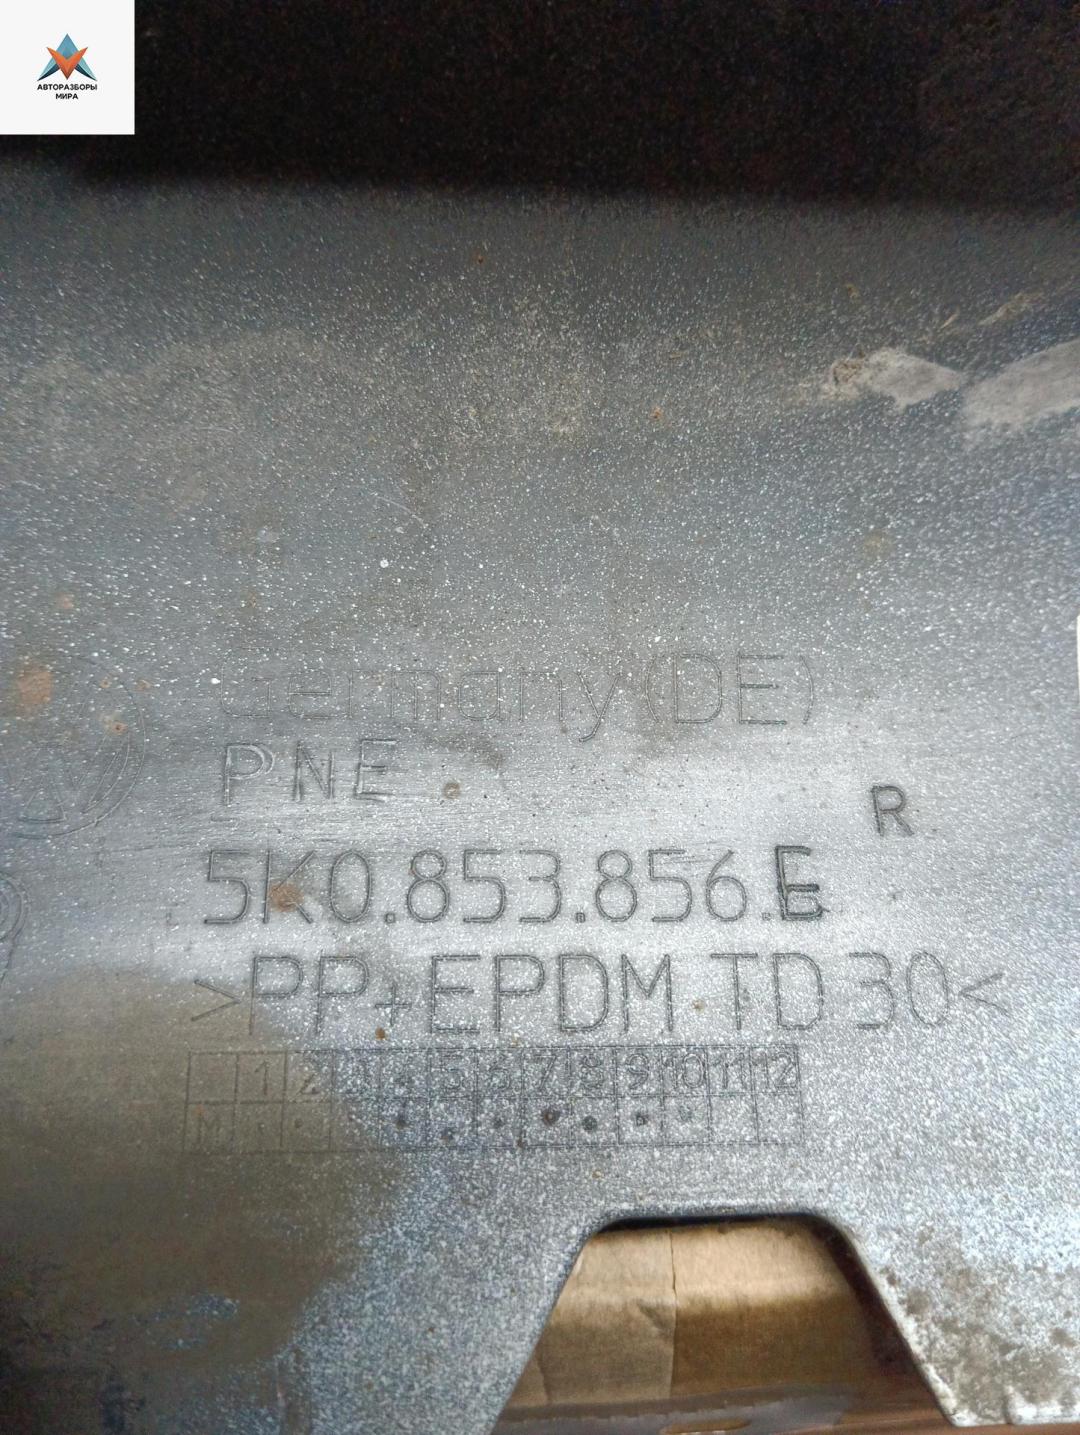 АВТОРАЗБОРЫ
МИРА
Germany (DE)
PNE
R
5K0.853.856.E
>PP+EPDM TD30<
1 2 3 4 5 6 7 8 9 10 11 12
M